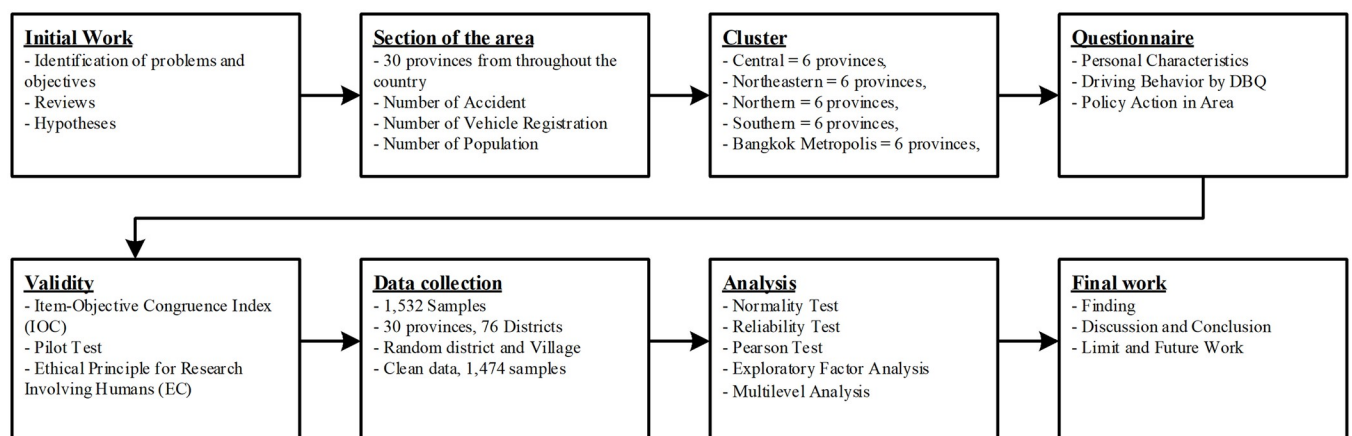 Initial Work
- Identification of problems and
objectives
- Reviews
- Hypotheses
Section of the area
- 30 provinces from throughout the
country
- Number of Accident
- Number of Vehicle Registration
- Number of Population
Cluster
- Central = 6 provinces,
- Northeastern = 6 provinces,
- Northern = 6 provinces,
- Southern = 6 provinces,
- Bangkok Metropolis = 6 provinces,
Questionnaire
- Personal Characteristics
- Driving Behavior by DBQ
- Policy Action in Area
Validity
- Item-Objective Congruence Index
(IOC)
- Pilot Test
- Ethical Principle for Research
Involving Humans (EC)
Data collection
- 1,532 Samples
- 30 provinces, 76 Districts
- Random district and Village
- Clean data, 1,474 samples
Analysis
- Normality Test
- Reliability Test
- Pearson Test
- Exploratory Factor Analysis
- Multilevel Analysis
Final work
- Finding
- Discussion and Conclusion
- Limit and Future Work